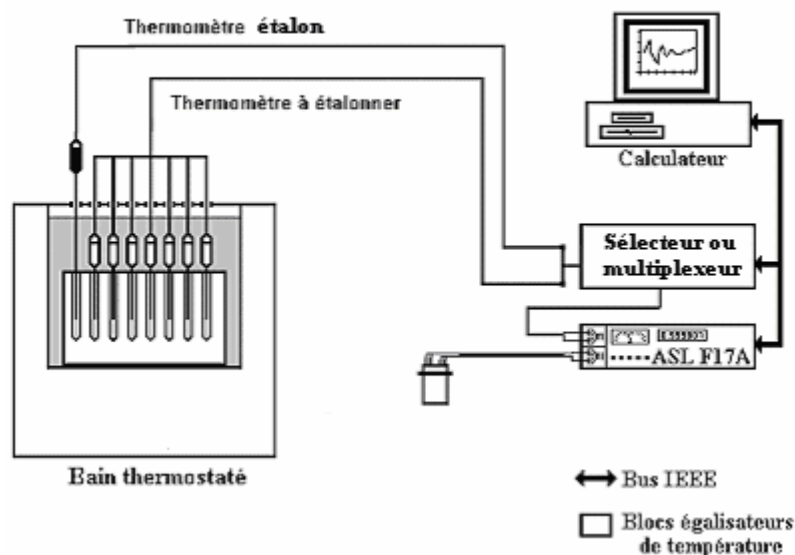 Thermomètre étalon
Thermomètre à étalonner
Calculateur
Sélecteur ou
multiplexeur
ASL F17A
Bain thermostaté
Bus IEEE
Blocs égalisateurs
de température